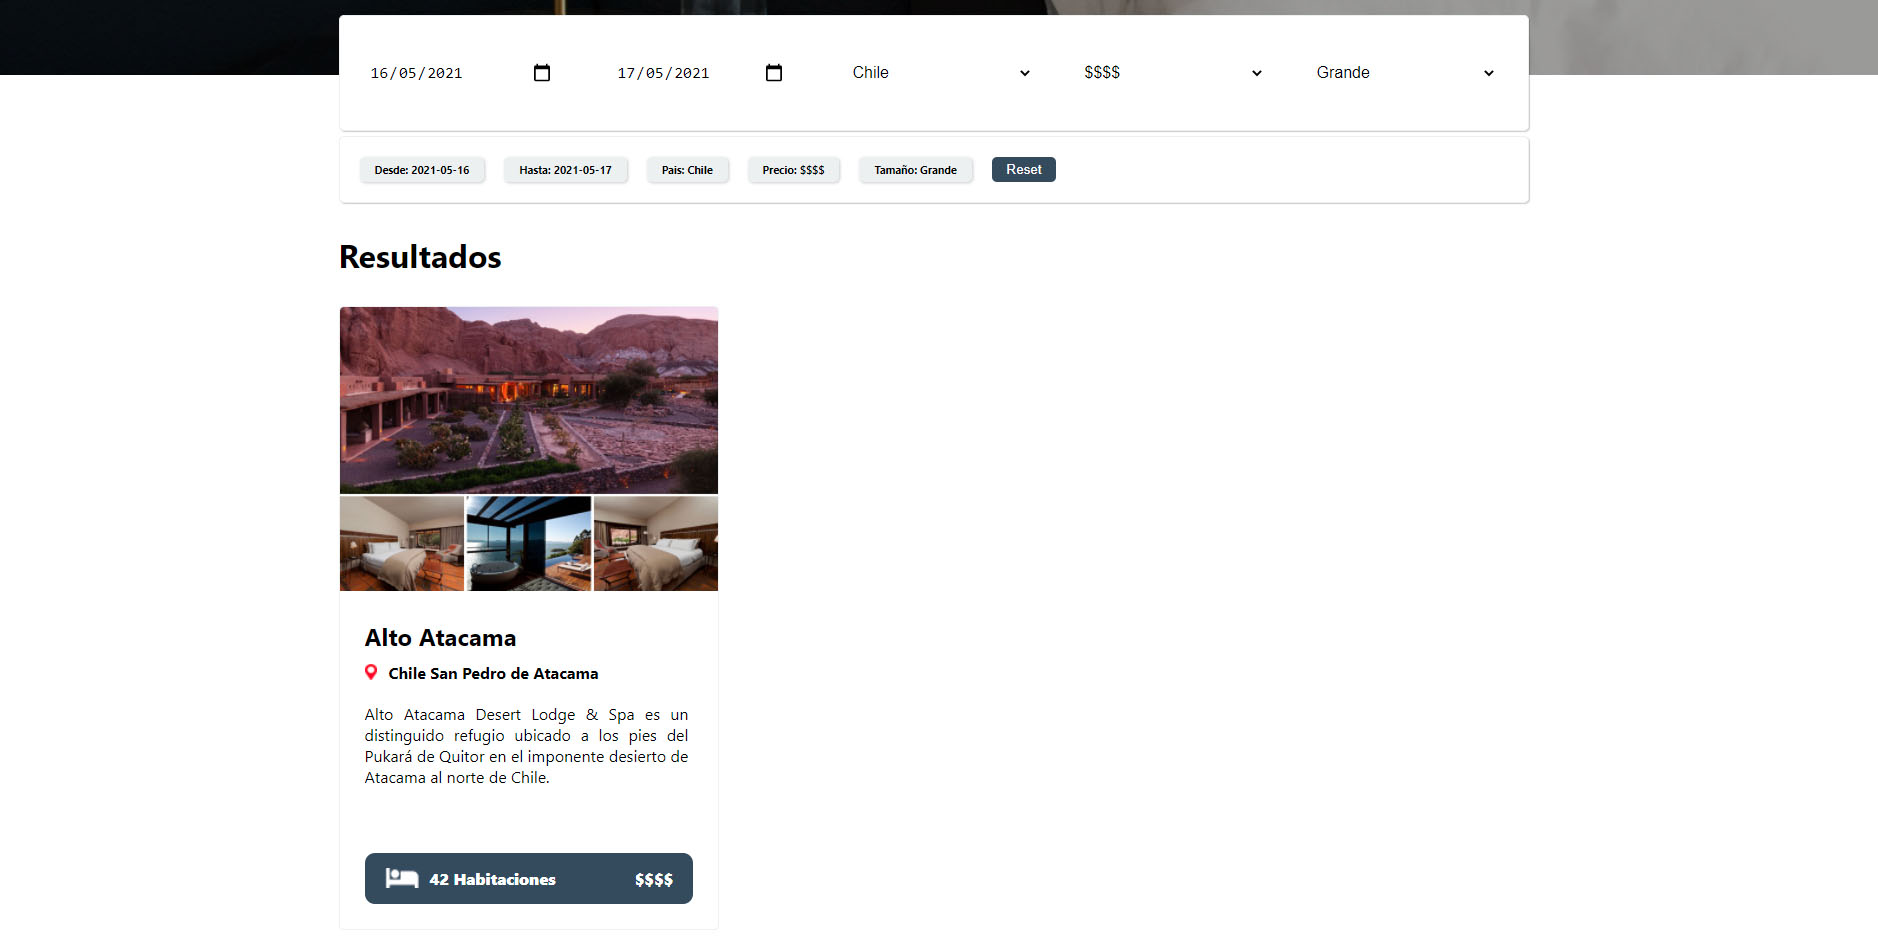 16/05/2021 17/05/2021 Chile $$$$ Grande
Desde: 2021-05-16 Hasta: 2021-05-17 Pais: Chile Precio: $$$$ Tamaño: Grande Reset
Resultados
Alto Atacama
Chile San Pedro de Atacama
Alto Atacama Desert Lodge & Spa es un
distinguido refugio ubicado a los pies del
Pukará de Quitor en el imponente desierto de
Atacama al norte de Chile.
42 Habitaciones $$$$